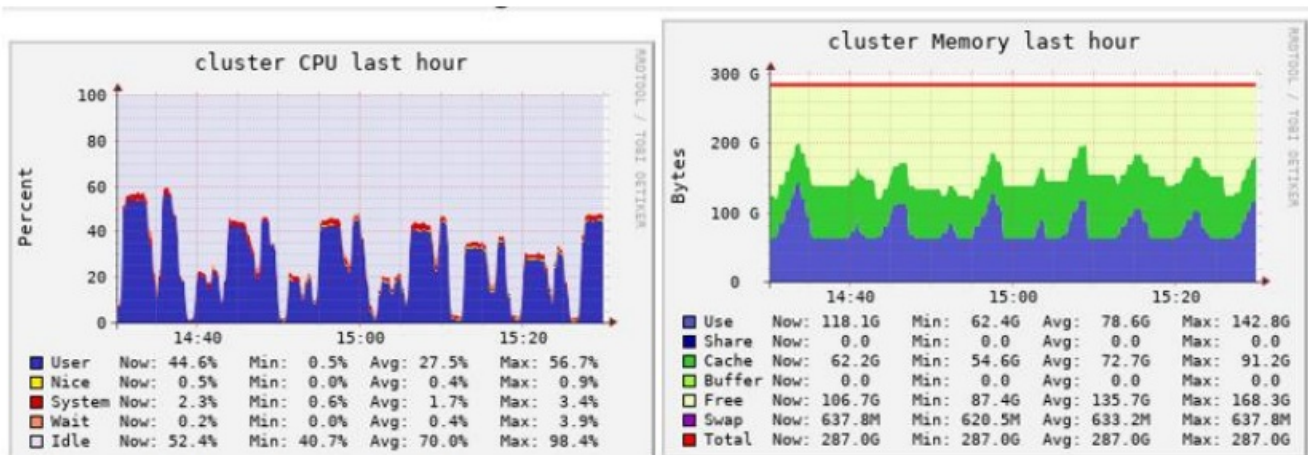 cluster CPU last hour
RRDTOOL / TOBI OETIKER
Percent
100
80
60
40
20
0
14:40 15:00 15:20
User Now: 44.6% Min: 0.5% Avg: 27.5% Max: 56.7%
Nice Now: 0.5% Min: 0.0% Avg: 0.4% Max: 0.9%
System Now: 2.3% Min: 0.6% Avg: 1.7% Max: 3.4%
Wait Now: 0.2% Min: 0.0% Avg: 0.4% Max: 3.9%
Idle Now: 52.4% Min: 40.7% Avg: 70.0% Max: 98.4%
cluster Memory last hour
RRDTOOL / TOBI OETIKER
Bytes
300 G
200 G
100 G
0
14:40 15:00 15:20
Use Now: 118.1G Min: 62.4G Avg: 78.6G Max: 142.8G
Share Now: 0.0 Min: 0.0 Avg: 0.0 Max: 0.0
Cache Now: 62.2G Min: 54.6G Avg: 72.7G Max: 91.2G
Buffer Now: 0.0 Min: 0.0 Avg: 0.0 Max: 0.0
Free Now: 106.7G Min: 87.4G Avg: 135.7G Max: 168.3G
Swap Now: 637.8M Min: 620.5M Avg: 633.2M Max: 637.8M
Total Now: 287.0G Min: 287.0G Avg: 287.0G Max: 287.0G